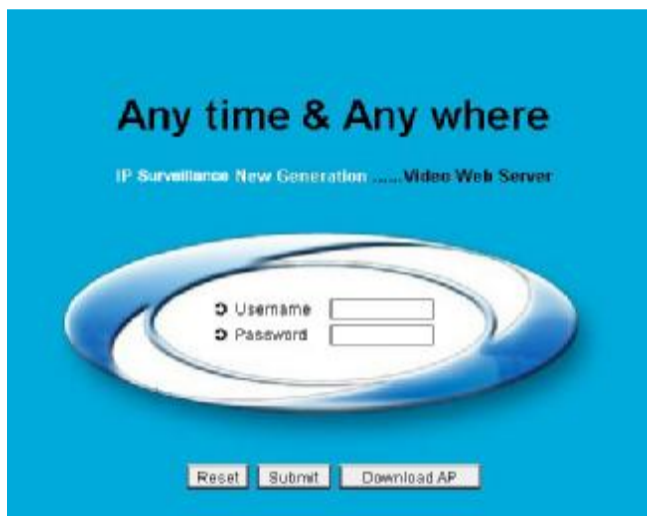 Any time & Any where
IP Surveillance New Generation ......Video Web Server
Username
Password
Reset Submit Download AP